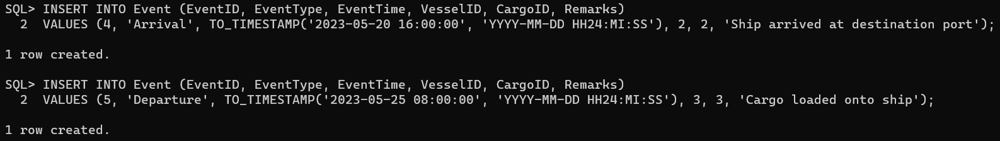 SQL> INSERT INTO Event (EventID, EventType, EventTime, VesselID, CargoID, Remarks)
  2  VALUES (4, 'Arrival', TO_TIMESTAMP('2023-05-20 16:00:00', 'YYYY-MM-DD HH24:MI:SS'), 2, 2, 'Ship arrived at destination port');
1 row created.
SQL> INSERT INTO Event (EventID, EventType, EventTime, VesselID, CargoID, Remarks)
  2  VALUES (5, 'Departure', TO_TIMESTAMP('2023-05-25 08:00:00', 'YYYY-MM-DD HH24:MI:SS'), 3, 3, 'Cargo loaded onto ship');
1 row created.